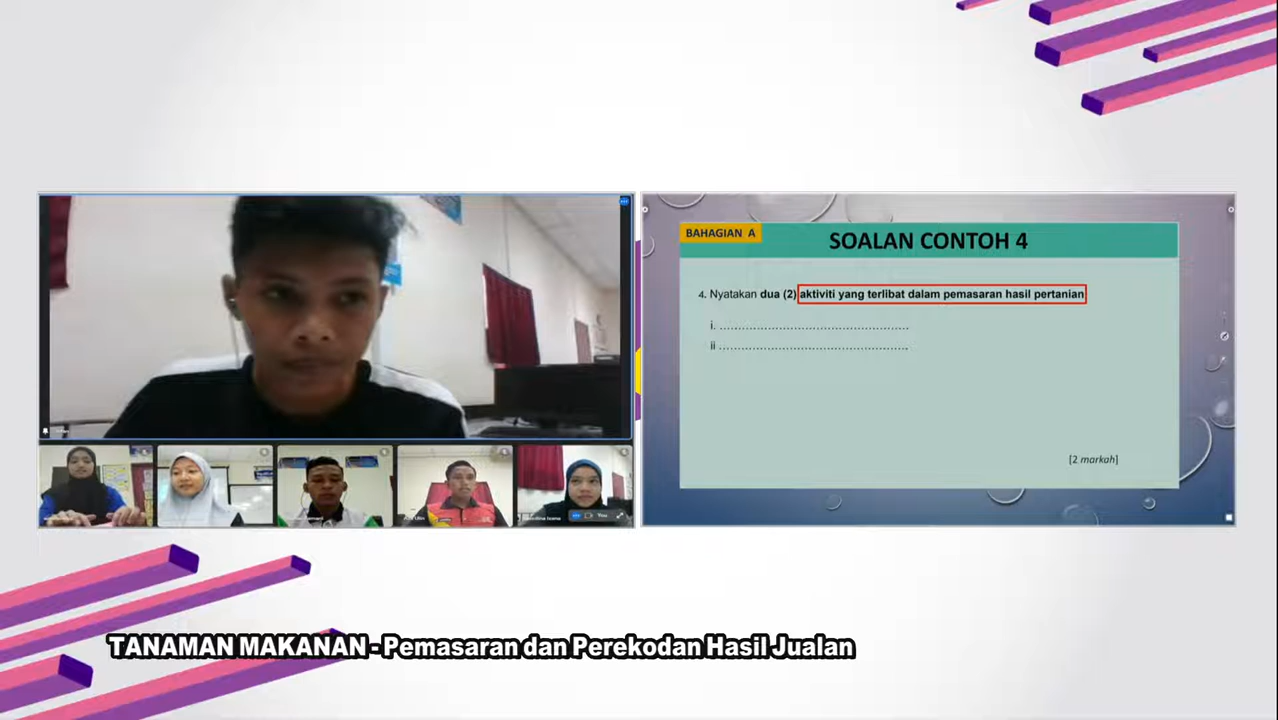 BAHAGIAN A
SOALAN CONTOH 4
4. Nyatakan dua (2) aktiviti yang terlibat dalam pemasaran hasil pertanian
i. ................................................
ii ................................................
[2 markah]
You
TANAMAN MAKANAN - Pemasaran dan Perekodan Hasil Jualan